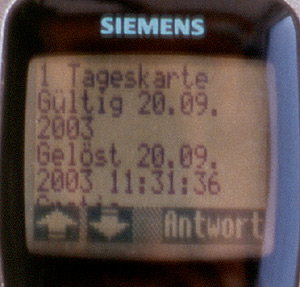 SIEMENS
1 Tageskarte
Gültig 20.09.
2003
Gelöst 20.09.
2003 11:31:36
Antwort